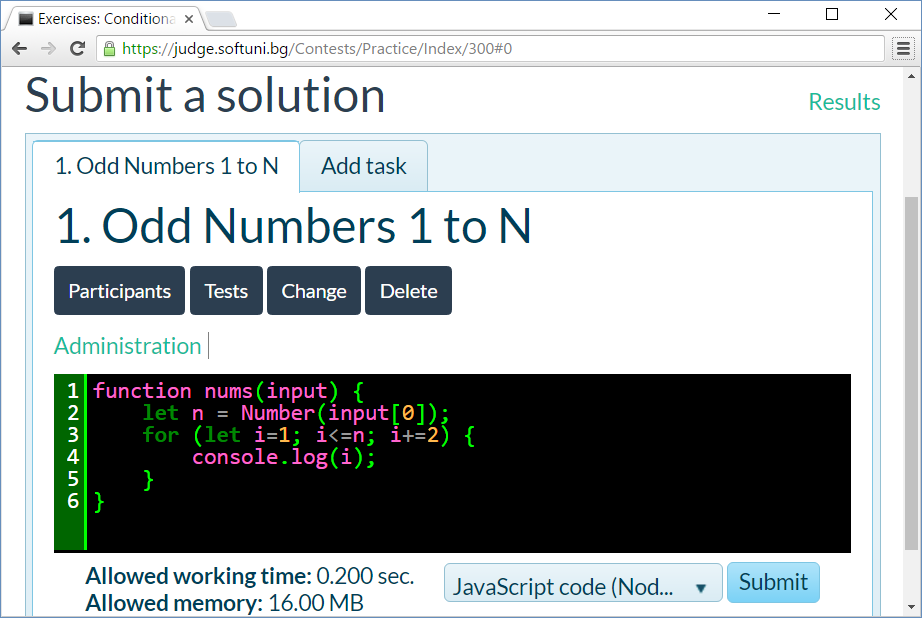 Exercises: Conditiona
https://judge.softuni.bg/Contests/Practice/Index/300#0
Submit a solution
Results
1. Odd Numbers 1 to N
Add task
1. Odd Numbers 1 to N
Participants Tests Change Delete
Administration |
1 function nums(input) {
2     let n = Number(input[0]);
3     for (let i=1; i<=n; i+=2) {
4         console.log(i);
5     }
6 }
Allowed working time: 0.200 sec.
Allowed memory: 16.00 MB
JavaScript code (Nod... Submit